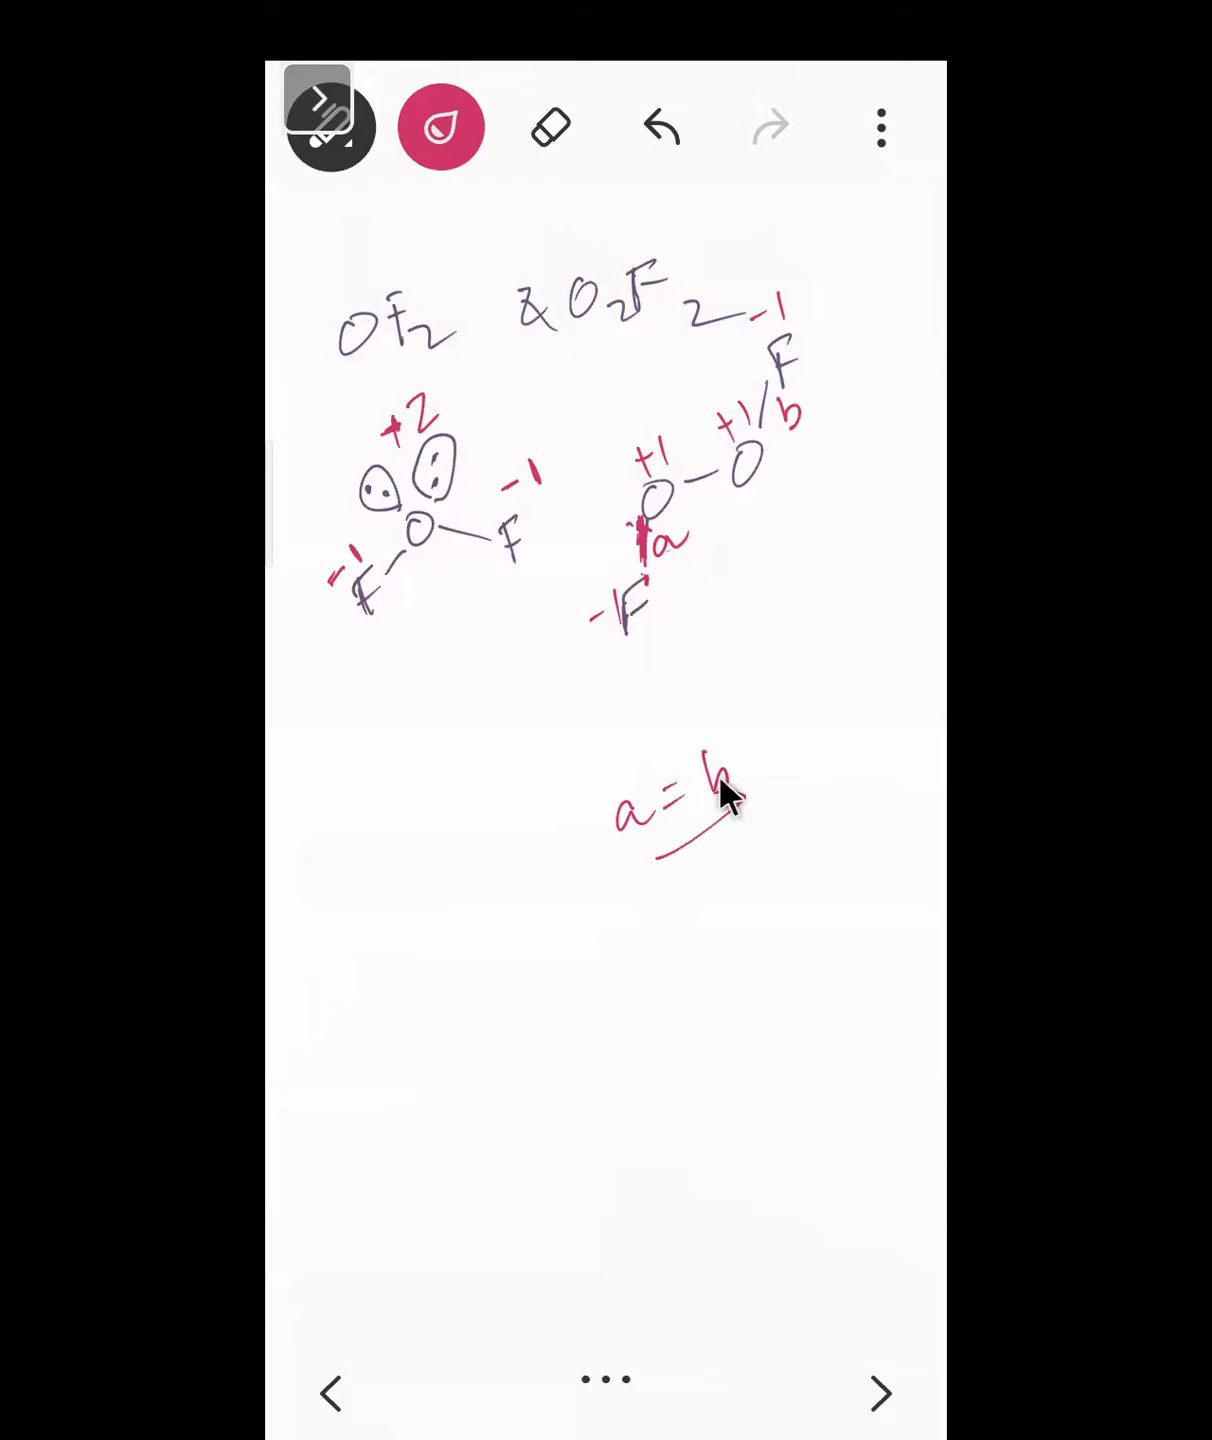 OF2 & O2F2
-1
F
+2 +1 +1 b
O -1 O O
F F a
-1 -1 F
a = b